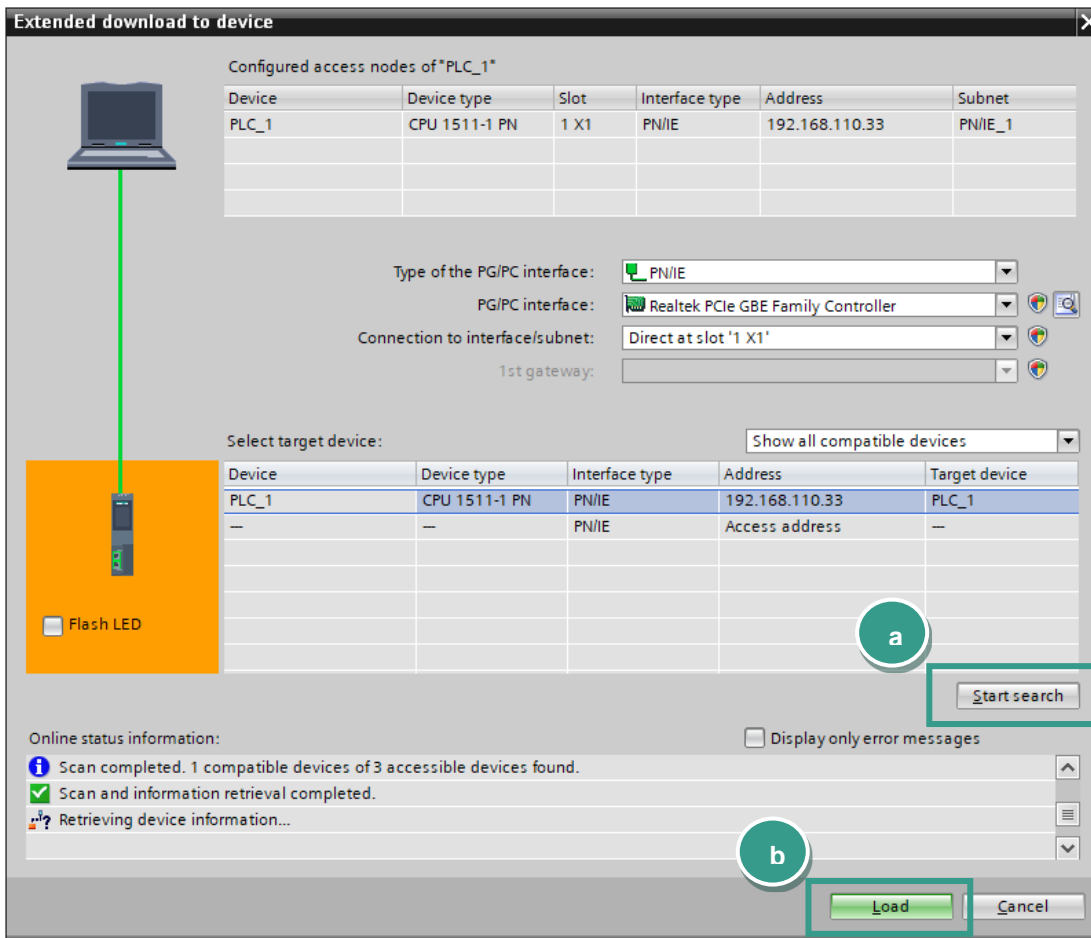 Extended download to device
Configured access nodes of "PLC_1"
Device Device type Slot Interface type Address Subnet
PLC_1 CPU 1511-1 PN 1 X1 PN/IE 192.168.110.33 PN/IE_1
Type of the PG/PC interface: PN/IE
PG/PC interface: Realtek PCIe GBE Family Controller
Connection to interface/subnet: Direct at slot '1 X1'
1st gateway:
Select target device: Show all compatible devices
Device Device type Interface type Address Target device
PLC_1 CPU 1511-1 PN PN/IE 192.168.110.33 PLC_1
— — PN/IE Access address —
Flash LED
a
Start search
Online status information: Display only error messages
Scan completed. 1 compatible devices of 3 accessible devices found.
Scan and information retrieval completed.
Retrieving device information...
b
Load Cancel